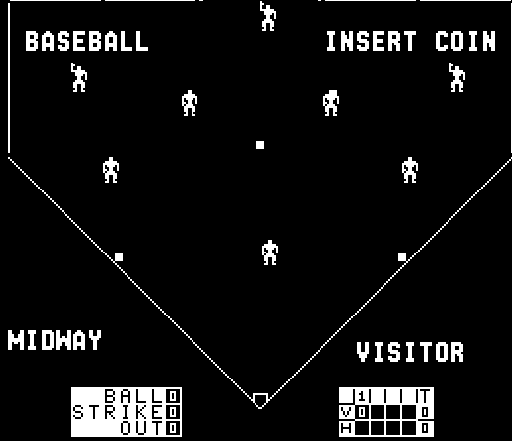 BASEBALL
INSERT COIN
MIDWAY
VISITOR
BALL 0
STRIKE 0
OUT 0
1 T
V 0 0
H 0